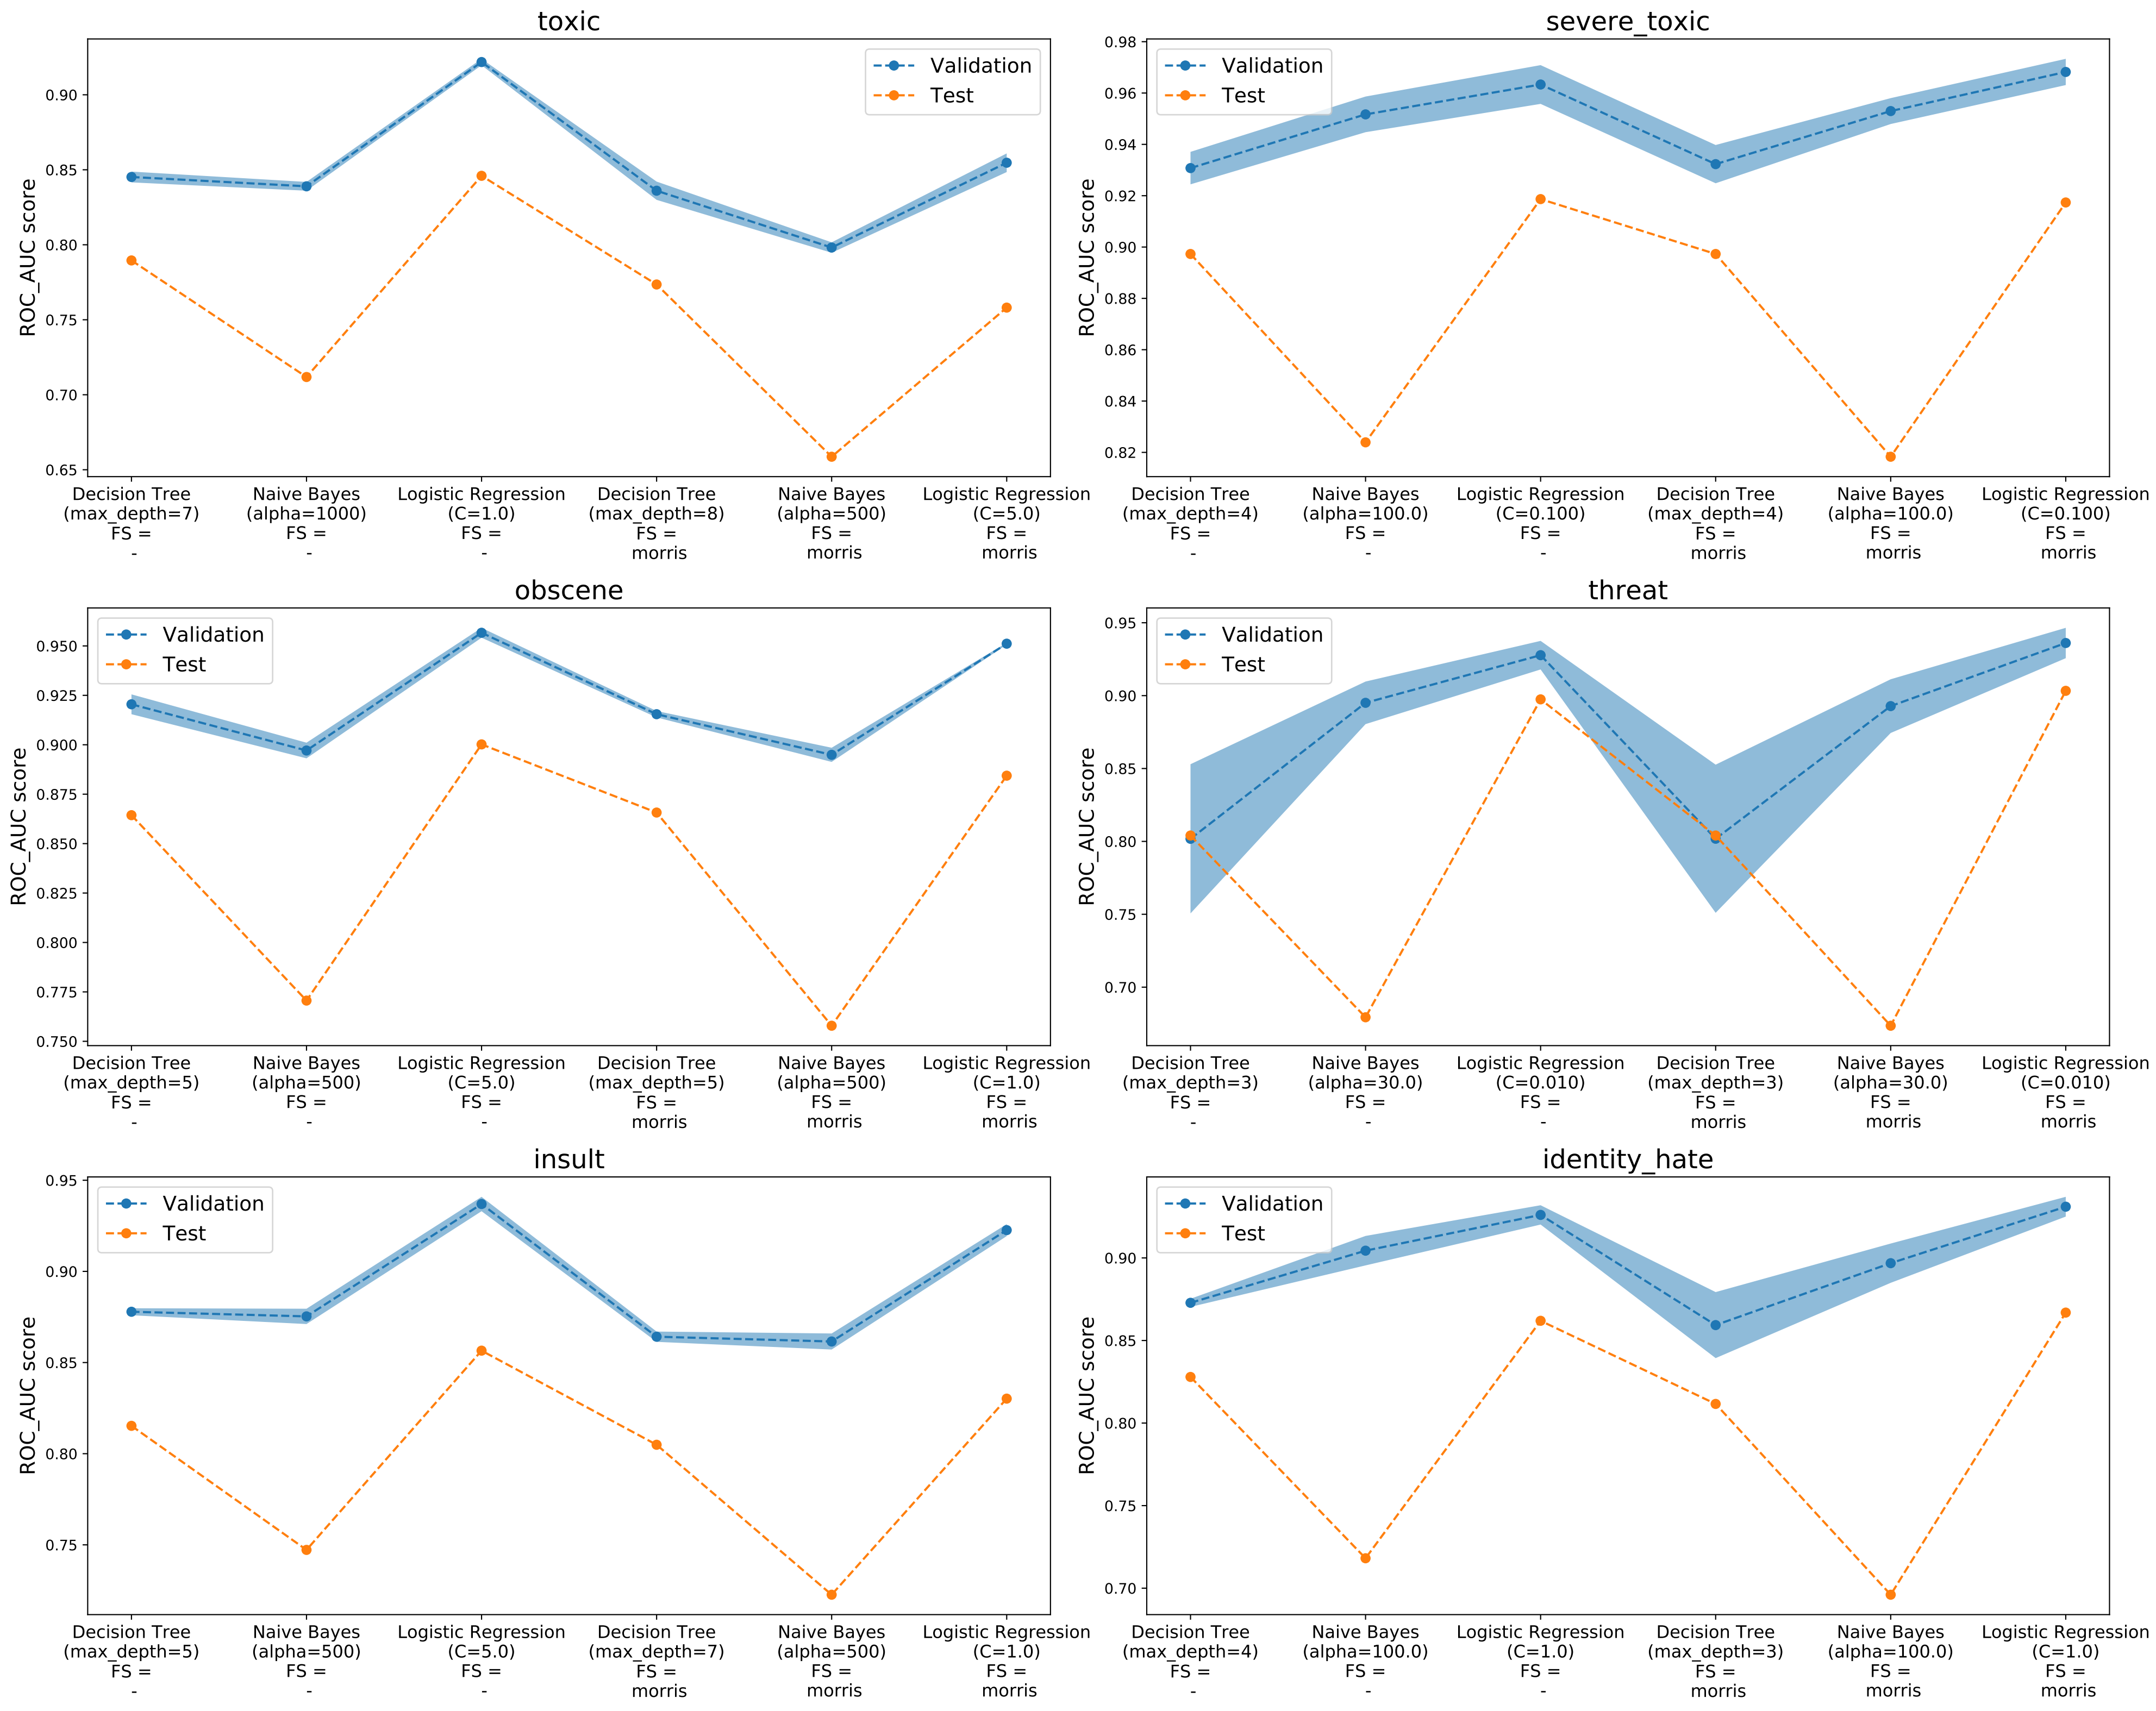 toxic
Validation
Test
ROC_AUC score
0.90
0.85
0.80
0.75
0.70
0.65
Decision Tree (max_depth=7) FS = -
Naive Bayes (alpha=1000) FS = -
Logistic Regression (C=1.0) FS = -
Decision Tree (max_depth=8) FS = morris
Naive Bayes (alpha=500) FS = morris
Logistic Regression (C=5.0) FS = morris
severe_toxic
Validation
Test
ROC_AUC score
0.98
0.96
0.94
0.92
0.90
0.88
0.86
0.84
0.82
Decision Tree (max_depth=4) FS = -
Naive Bayes (alpha=100.0) FS = -
Logistic Regression (C=0.100) FS = -
Decision Tree (max_depth=4) FS = morris
Naive Bayes (alpha=100.0) FS = morris
Logistic Regression (C=0.100) FS = morris
obscene
Validation
Test
ROC_AUC score
0.950
0.925
0.900
0.875
0.850
0.825
0.800
0.775
0.750
Decision Tree (max_depth=5) FS = -
Naive Bayes (alpha=500) FS = -
Logistic Regression (C=5.0) FS = -
Decision Tree (max_depth=5) FS = morris
Naive Bayes (alpha=500) FS = morris
Logistic Regression (C=1.0) FS = morris
threat
Validation
Test
ROC_AUC score
0.95
0.90
0.85
0.80
0.75
0.70
Decision Tree (max_depth=3) FS = -
Naive Bayes (alpha=30.0) FS = -
Logistic Regression (C=0.010) FS = -
Decision Tree (max_depth=3) FS = morris
Naive Bayes (alpha=30.0) FS = morris
Logistic Regression (C=0.010) FS = morris
insult
Validation
Test
ROC_AUC score
0.95
0.90
0.85
0.80
0.75
Decision Tree (max_depth=5) FS = -
Naive Bayes (alpha=500) FS = -
Logistic Regression (C=5.0) FS = -
Decision Tree (max_depth=7) FS = morris
Naive Bayes (alpha=500) FS = morris
Logistic Regression (C=1.0) FS = morris
identity_hate
Validation
Test
ROC_AUC score
0.90
0.85
0.80
0.75
0.70
Decision Tree (max_depth=4) FS = -
Naive Bayes (alpha=100.0) FS = -
Logistic Regression (C=1.0) FS = -
Decision Tree (max_depth=3) FS = morris
Naive Bayes (alpha=100.0) FS = morris
Logistic Regression (C=1.0) FS = morris